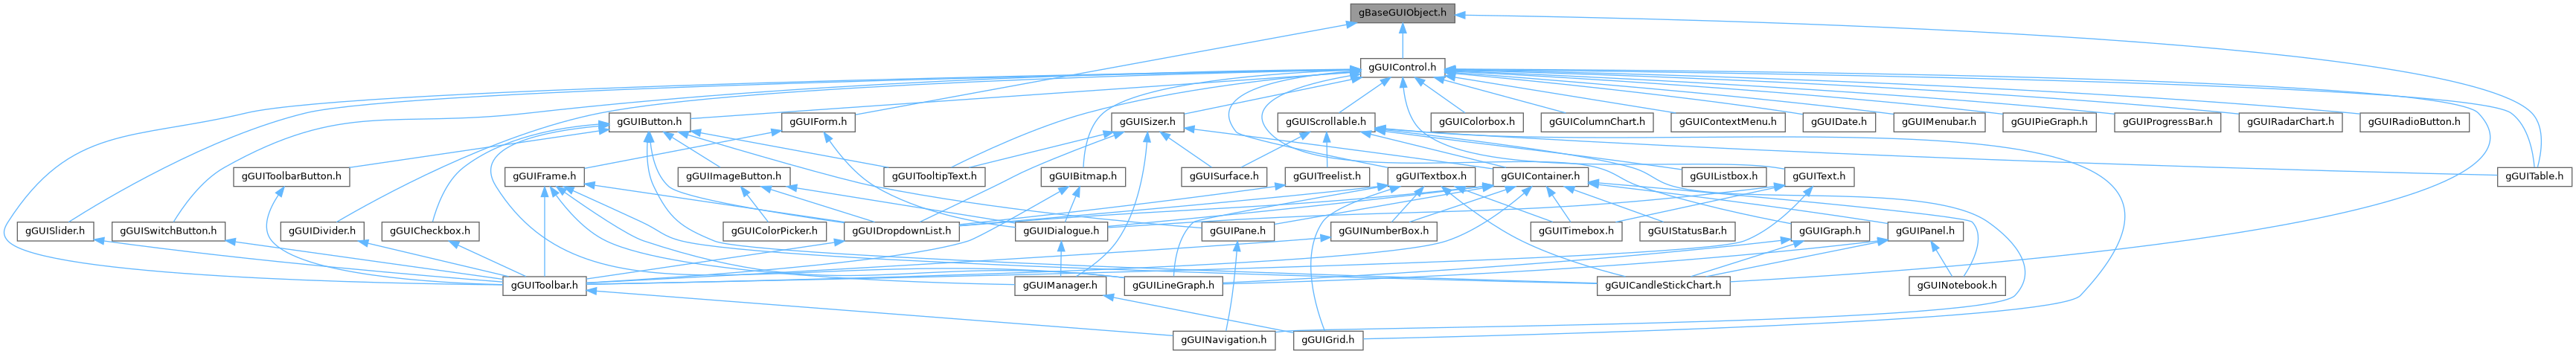 gBaseGUIObject.h
gGUIControl.h
gGUIButton.h
gGUIForm.h
gGUISizer.h
gGUIScrollable.h
gGUIColorbox.h
gGUIColumnChart.h
gGUIContextMenu.h
gGUIDate.h
gGUIMenubar.h
gGUIPieGraph.h
gGUIProgressBar.h
gGUIRadarChart.h
gGUIRadioButton.h
gGUIToolbarButton.h
gGUIFrame.h
gGUIImageButton.h
gGUITooltipText.h
gGUIBitmap.h
gGUISurface.h
gGUITreelist.h
gGUITextbox.h
gGUIContainer.h
gGUIListbox.h
gGUIText.h
gGUITable.h
gGUISlider.h
gGUISwitchButton.h
gGUIDivider.h
gGUICheckbox.h
gGUIColorPicker.h
gGUIDropdownList.h
gGUIDialogue.h
gGUIPane.h
gGUINumberBox.h
gGUITimebox.h
gGUIStatusBar.h
gGUIGraph.h
gGUIPanel.h
gGUIToolbar.h
gGUIManager.h
gGUILineGraph.h
gGUICandleStickChart.h
gGUINotebook.h
gGUINavigation.h
gGUIGrid.h